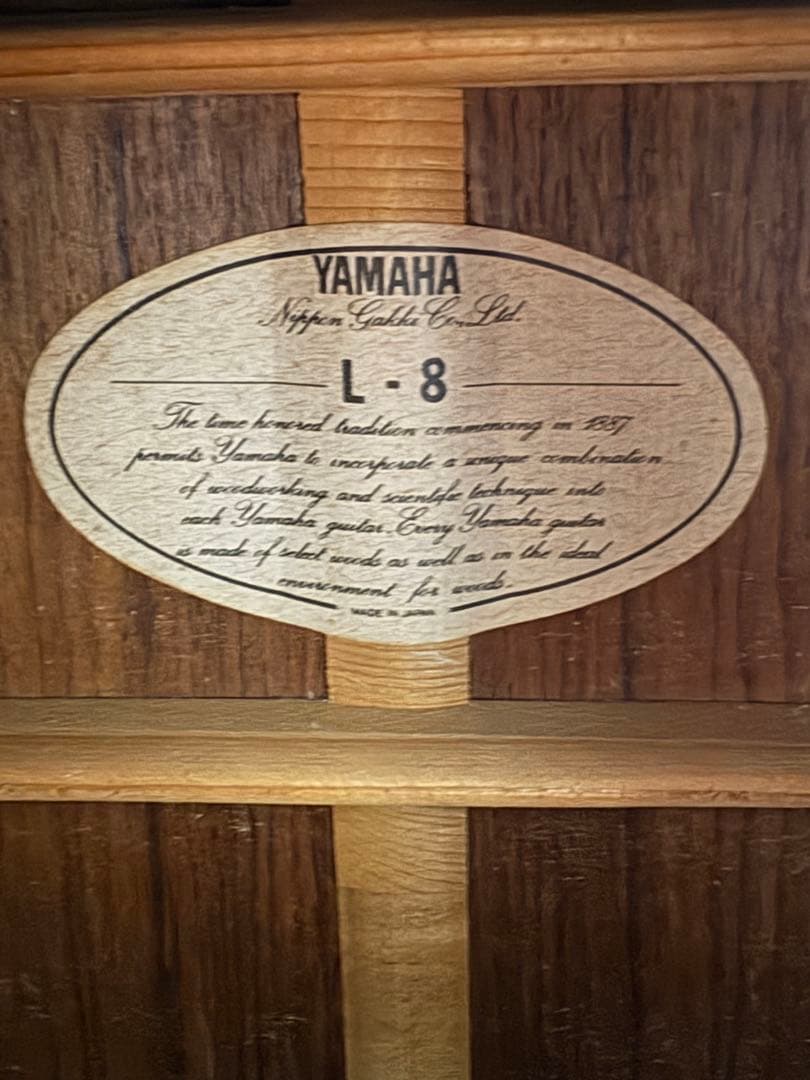 YAMAHA
Nippon Gakki Co., Ltd.
L - 8
The time honored tradition commencing in 1887
permits Yamaha to incorporate a unique combination
of woodworking and scientific technique into
each Yamaha guitar. Every Yamaha guitar
is made of select woods as well as in the ideal
environment for woods.
MADE IN JAPAN